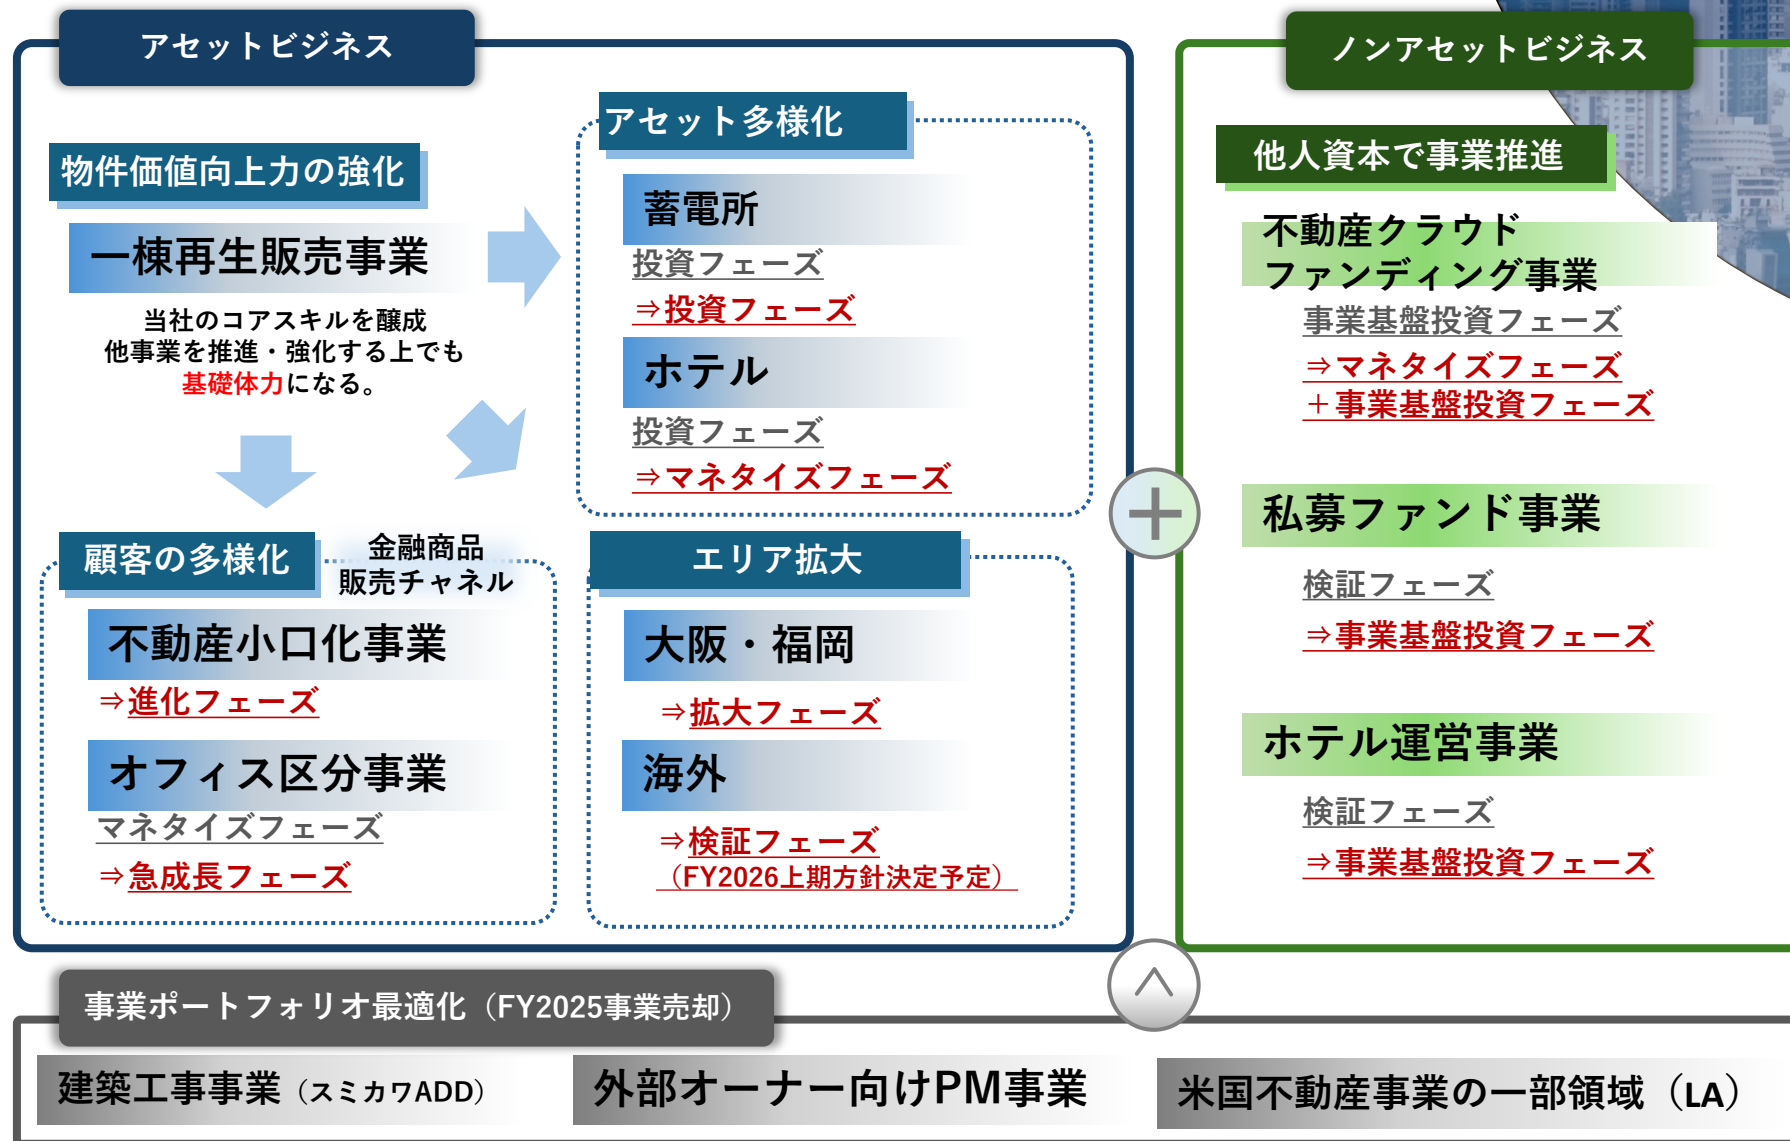 アセットビジネス
物件価値向上力の強化
一棟再生販売事業
当社のコアスキルを醸成
他事業を推進・強化する上でも
基礎体力になる。
アセット多様化
蓄電所
投資フェーズ
⇒投資フェーズ
ホテル
投資フェーズ
⇒マネタイズフェーズ
顧客の多様化
金融商品
販売チャネル
不動産小口化事業
⇒進化フェーズ
オフィス区分事業
マネタイズフェーズ
⇒急成長フェーズ
エリア拡大
大阪・福岡
⇒拡大フェーズ
海外
⇒検証フェーズ
（FY2026上期方針決定予定）
ノンアセットビジネス
他人資本で事業推進
不動産クラウド
ファンディング事業
事業基盤投資フェーズ
⇒マネタイズフェーズ
＋事業基盤投資フェーズ
私募ファンド事業
検証フェーズ
⇒事業基盤投資フェーズ
ホテル運営事業
検証フェーズ
⇒事業基盤投資フェーズ
事業ポートフォリオ最適化（FY2025事業売却）
建築工事事業（スミカワADD）
外部オーナー向けPM事業
米国不動産事業の一部領域（LA）